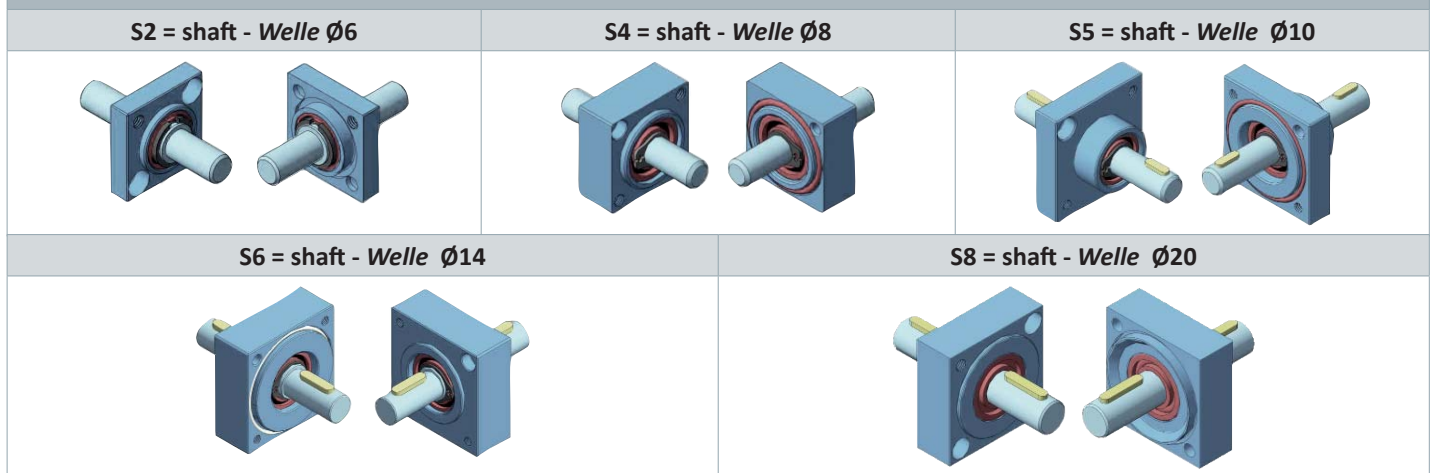 S2 = shaft - Welle Ø6
S4 = shaft - Welle Ø8
S5 = shaft - Welle Ø10
S6 = shaft - Welle Ø14
S8 = shaft - Welle Ø20